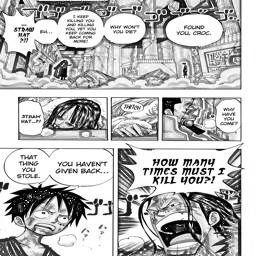 FOUND
YOU, CROC.
WHY WON'T
YOU DIE?
I KEEP
KILLING YOU
AND KILLING
YOU, YET YOU
KEEP COMING
BACK FOR
MORE!
STRAW
HAT
WHY
HAVE
YOU
COME?
STRAW
HAT...?
HOW MANY
TIMES MUST I
KILL YOU?!
YOU HAVEN'T
GIVEN BACK...
THAT
THING YOU
STOLE.